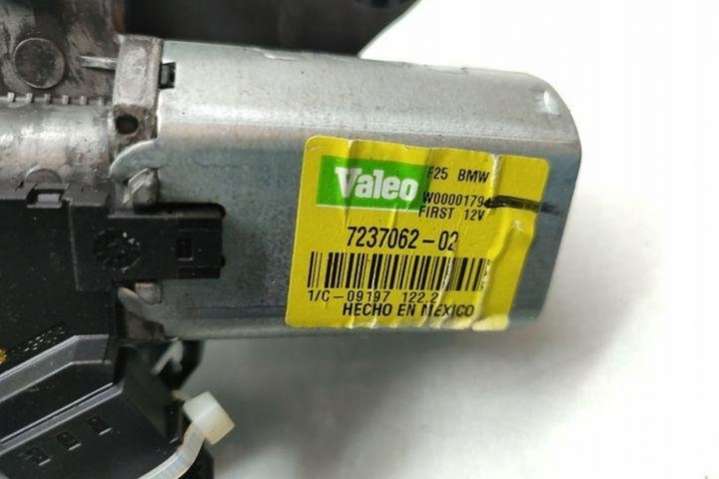 Valeo
F25 BMW
W0000179
FIRST 12V
7237062-02
1/C-09197 122.2
HECHO EN MEXICO